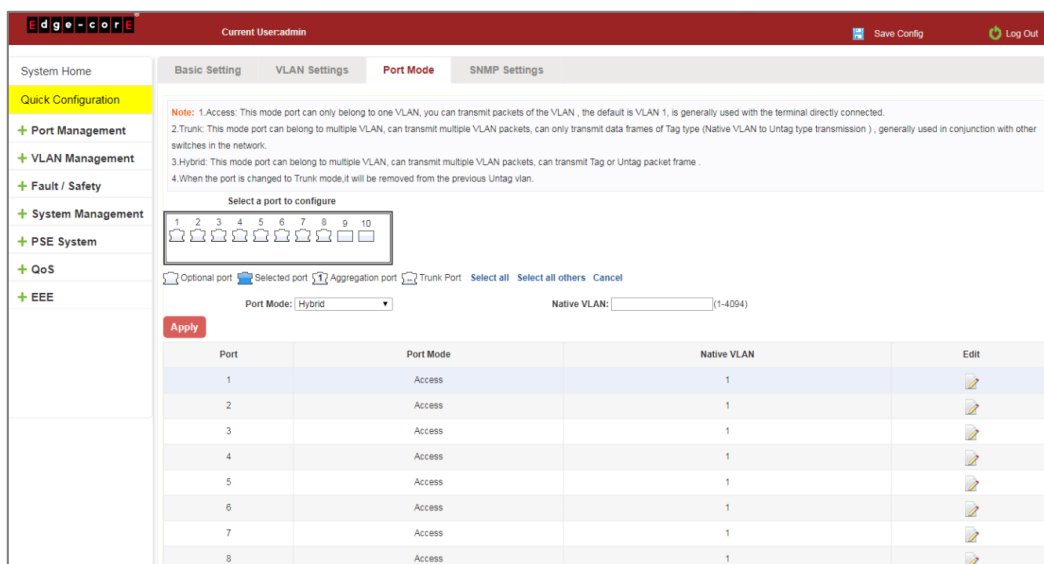 Edge-corE
Current User:admin
Save Config
Log Out
System Home
Quick Configuration
+ Port Management
+ VLAN Management
+ Fault / Safety
+ System Management
+ PSE System
+ QoS
+ EEE
Basic Setting VLAN Settings Port Mode SNMP Settings
Note: 1.Access: This mode port can only belong to one VLAN, you can transmit packets of the VLAN , the default is VLAN 1, is generally used with the terminal directly connected.
2.Trunk: This mode port can belong to multiple VLAN, can transmit multiple VLAN packets, can only transmit data frames of Tag type (Native VLAN to Untag type transmission ) , generally used in conjunction with other
switches in the network.
3.Hybrid: This mode port can belong to multiple VLAN, can transmit multiple VLAN packets, can transmit Tag or Untag packet frame .
4.When the port is changed to Trunk mode,it will be removed from the previous Untag vlan.
Select a port to configure
1 2 3 4 5 6 7 8 9 10
Optional port Selected port 1 Aggregation port ... Trunk Port Select all Select all others Cancel
Port Mode: Hybrid Native VLAN: (1-4094)
Apply
Port Port Mode Native VLAN Edit
1 Access 1
2 Access 1
3 Access 1
4 Access 1
5 Access 1
6 Access 1
7 Access 1
8 Access 1